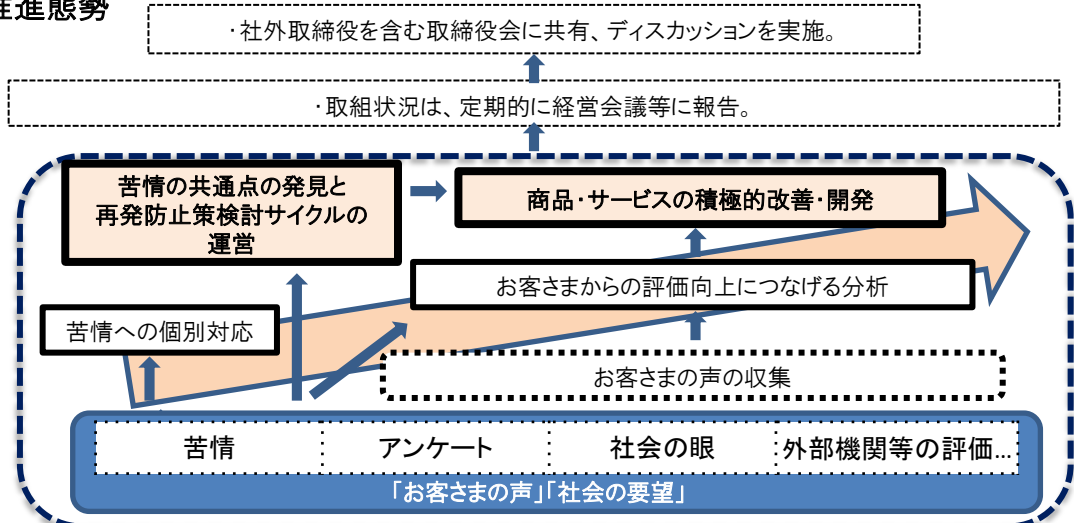 推進態勢
・社外取締役を含む取締役会に共有、ディスカッションを実施。
・取組状況は、定期的に経営会議等に報告。
苦情の共通点の発見と
再発防止策検討サイクルの
運営
商品・サービスの積極的改善・開発
お客さまからの評価向上につなげる分析
苦情への個別対応
お客さまの声の収集
苦情
アンケート
社会の眼
外部機関等の評価…
「お客さまの声」「社会の要望」